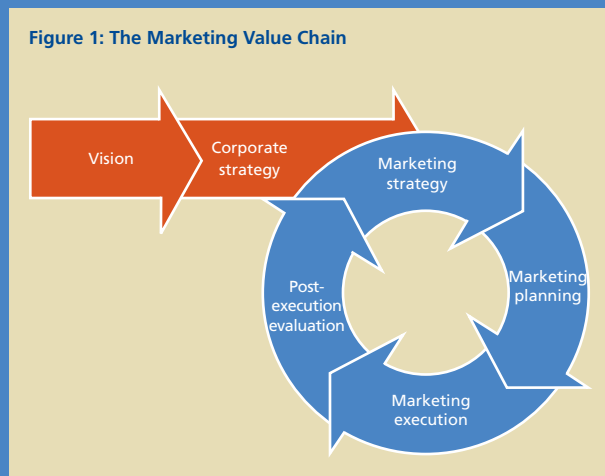 Figure 1: The Marketing Value Chain
Vision
Corporate
strategy
Marketing
strategy
Marketing
planning
Marketing
execution
Post-
execution
evaluation